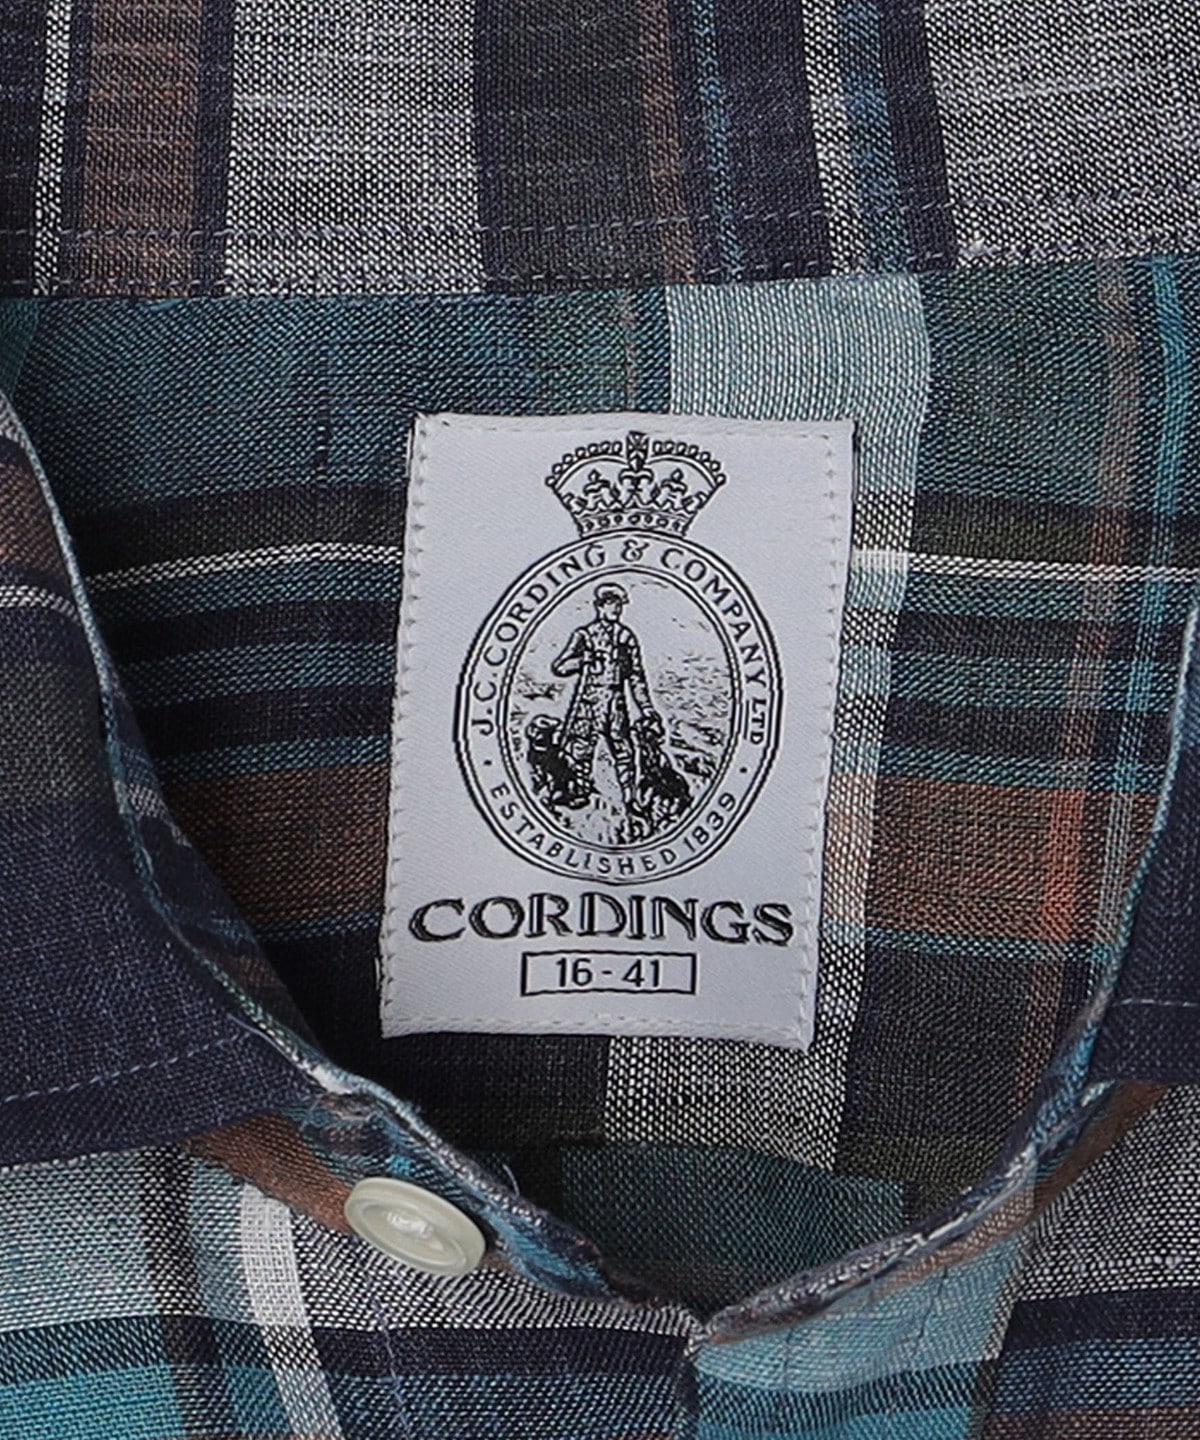 J.C. CORDING & COMPANY LTD
· ESTABLISHED 1839 ·
CORDINGS
16 - 41